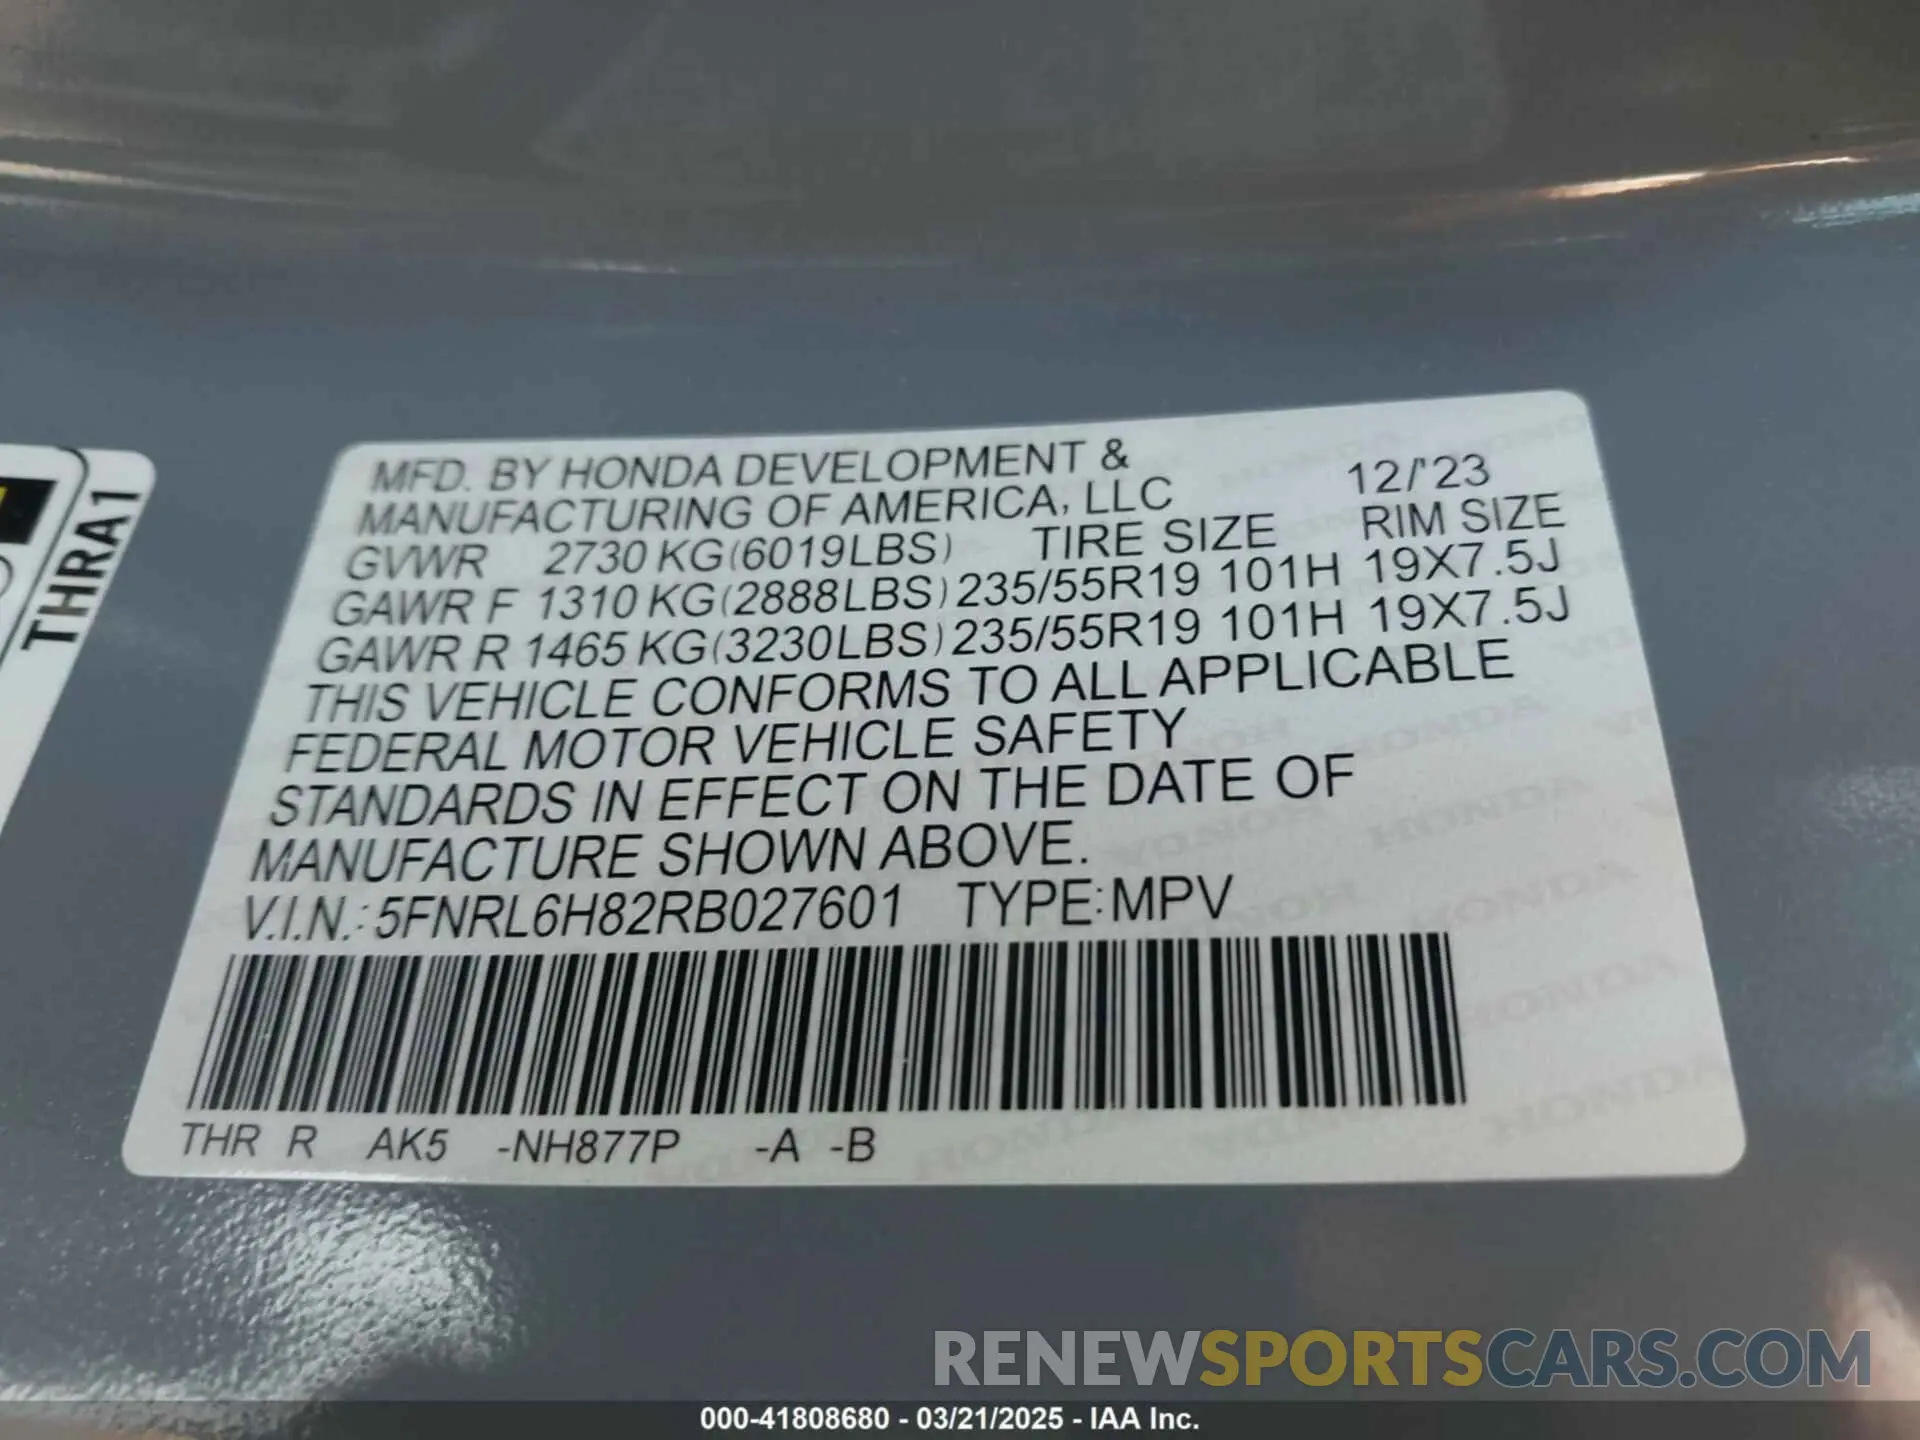 MFD. BY HONDA DEVELOPMENT &
MANUFACTURING OF AMERICA, LLC 12/'23
GVWR 2730 KG(6019LBS) TIRE SIZE RIM SIZE
GAWR F 1310 KG(2888LBS) 235/55R19 101H 19X7.5J
GAWR R 1465 KG(3230LBS) 235/55R19 101H 19X7.5J
THIS VEHICLE CONFORMS TO ALL APPLICABLE
FEDERAL MOTOR VEHICLE SAFETY
STANDARDS IN EFFECT ON THE DATE OF
MANUFACTURE SHOWN ABOVE.
V.I.N.: 5FNRL6H82RB027601 TYPE:MPV
THR R AK5 -NH877P -A -B
THRA1
RENEWSPORTSCARS.COM
000-41808680 - 03/21/2025 - IAA Inc.